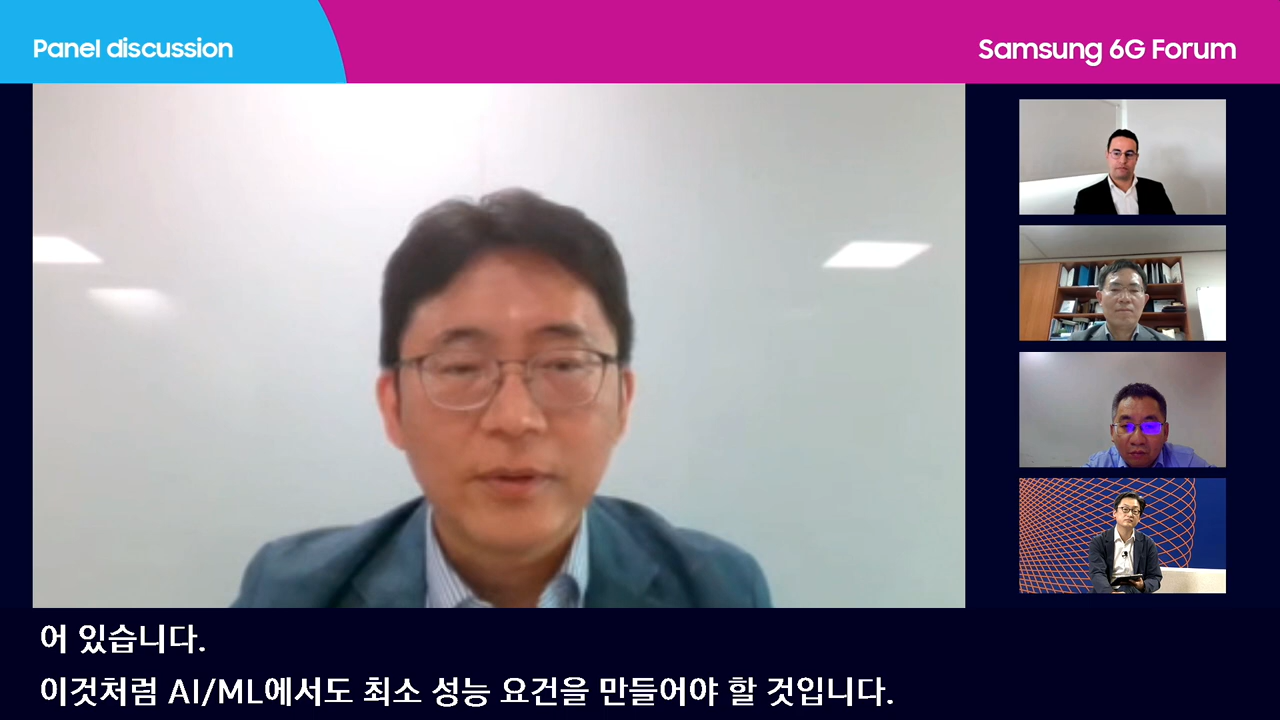 Panel discussion
Samsung 6G Forum
어 있습니다.
이것처럼 AI/ML에서도 최소 성능 요건을 만들어야 할 것입니다.